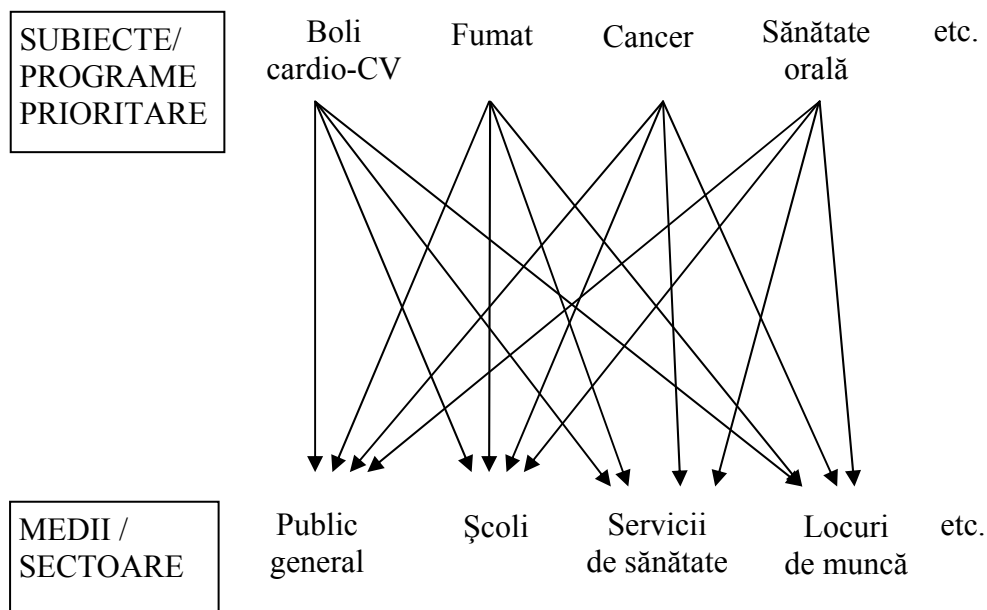 SUBIECTE/
PROGRAME
PRIORITARE
Boli
cardio-CV
Fumat
Cancer
Sănătate
orală
etc.
MEDII /
SECTOARE
Public
general
Şcoli
Servicii
de sănătate
Locuri
de muncă
etc.